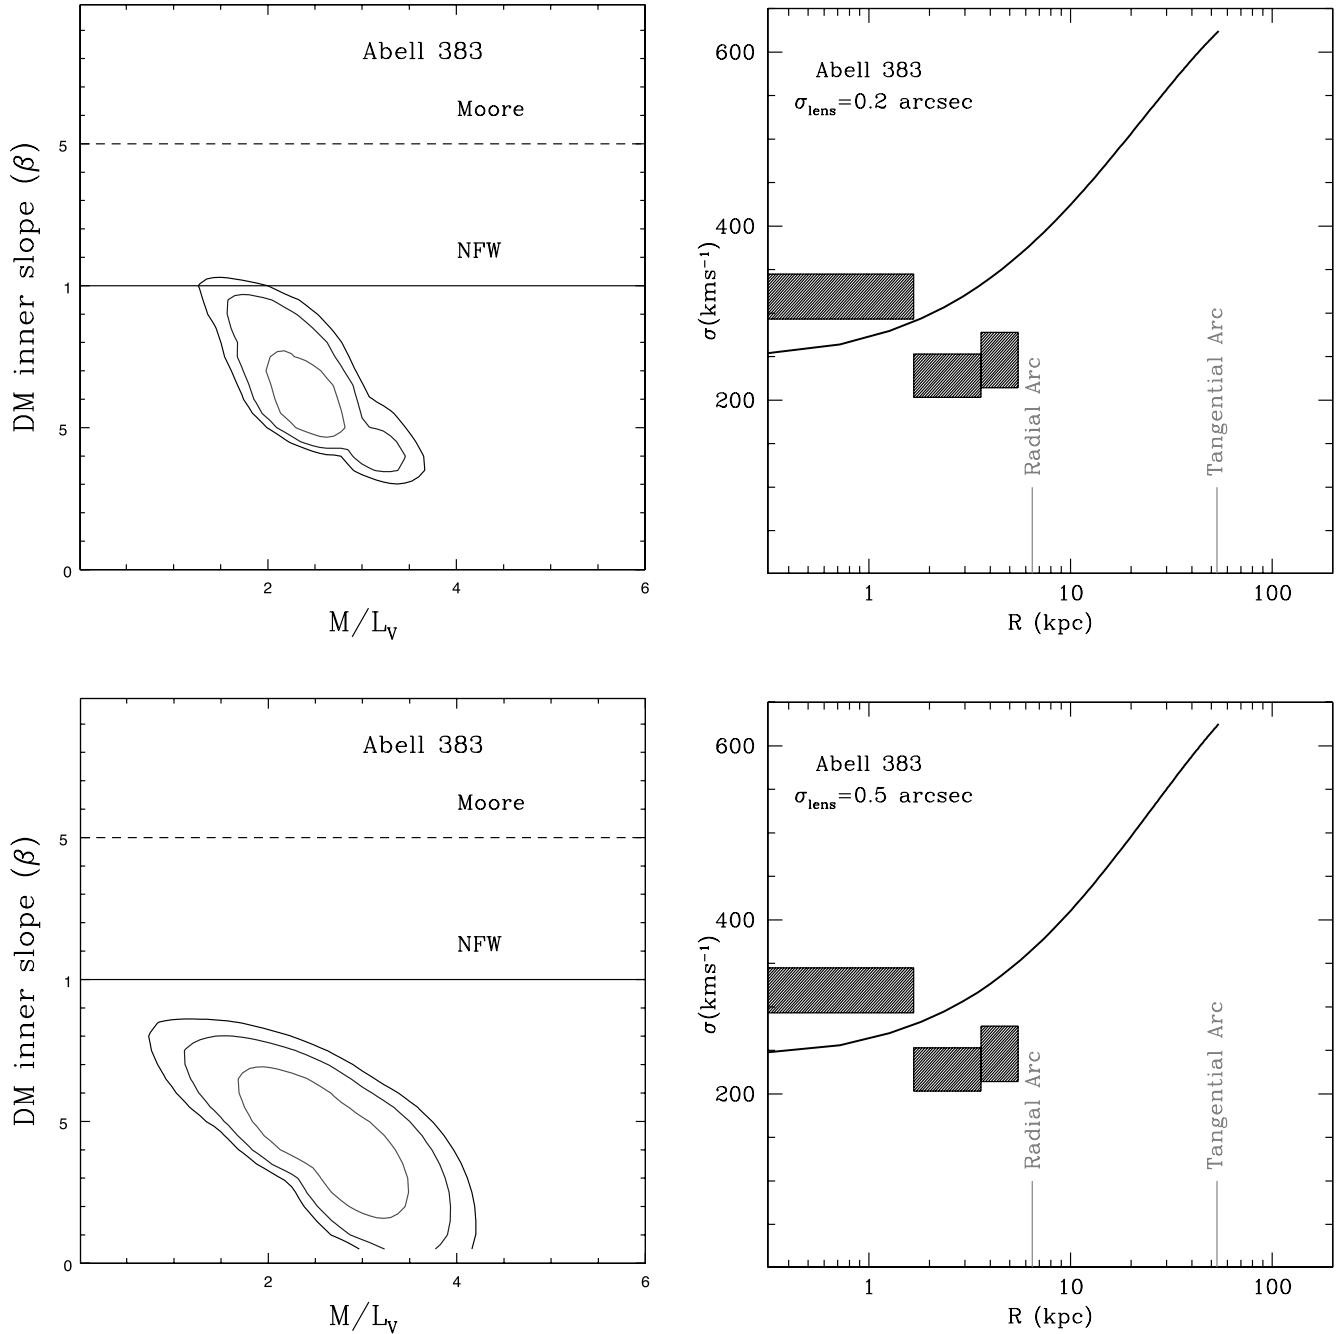 Abell 383
Moore
NFW
DM inner slope (β)
5
1
5
0
2
4
6
M/L_V
Abell 383
σ_lens=0.2 arcsec
σ(kms⁻¹)
600
400
200
Radial Arc
Tangential Arc
1
10
100
R (kpc)
Abell 383
Moore
NFW
DM inner slope (β)
5
1
5
0
2
4
6
M/L_V
Abell 383
σ_lens=0.5 arcsec
σ(kms⁻¹)
600
400
200
Radial Arc
Tangential Arc
1
10
100
R (kpc)